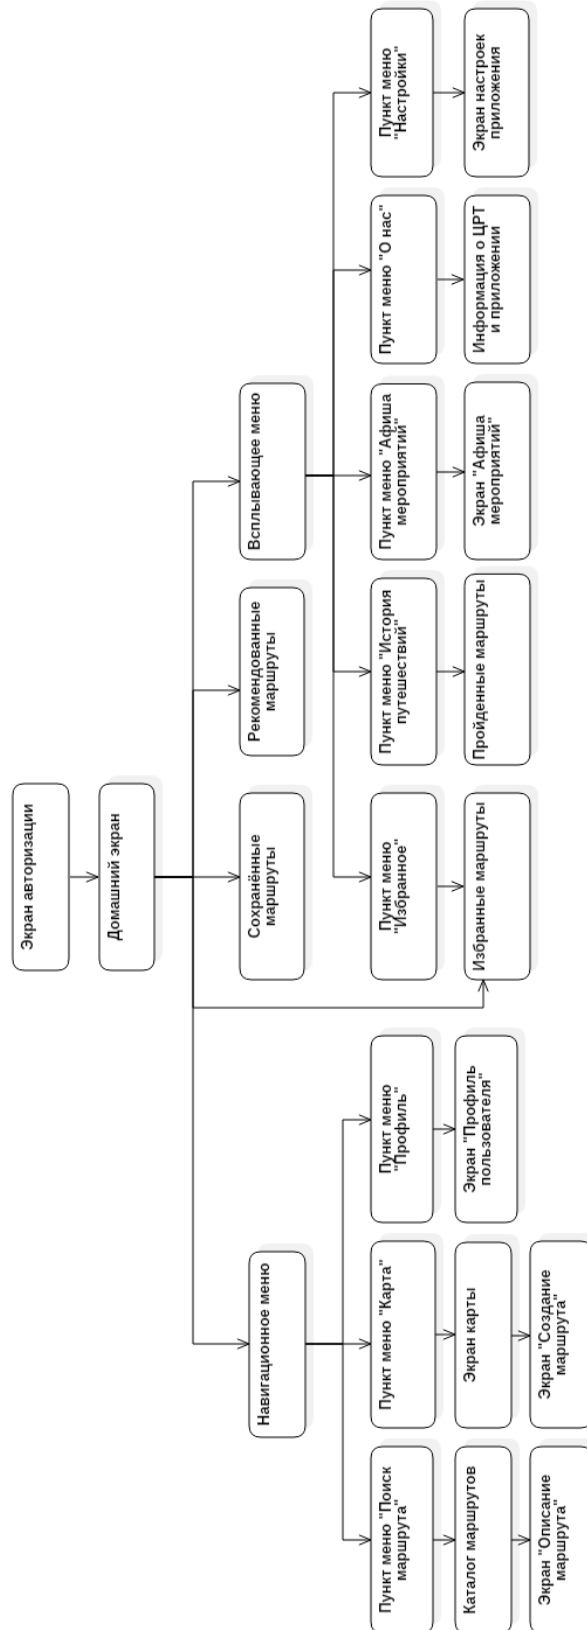 Экран авторизации
Домашний экран
Навигационное меню
Сохранённые
маршруты
Рекомендованные
маршруты
Всплывающее меню
Пункт меню "Поиск
маршрута"
Пункт меню "Карта"
Пункт меню
"Профиль"
Пункт меню
"Избранное"
Пункт меню "История
путешествий"
Пункт меню "Афиша
мероприятий"
Пункт меню "О нас"
Пункт меню
"Настройки"
Каталог маршрутов
Экран карты
Экран "Профиль
пользователя"
Избранные маршруты
Пройденные маршруты
Экран "Афиша
мероприятий"
Информация о ЦРТ
и приложении
Экран настроек
приложения
Экран "Описание
маршрута"
Экран "Создание
маршрута"